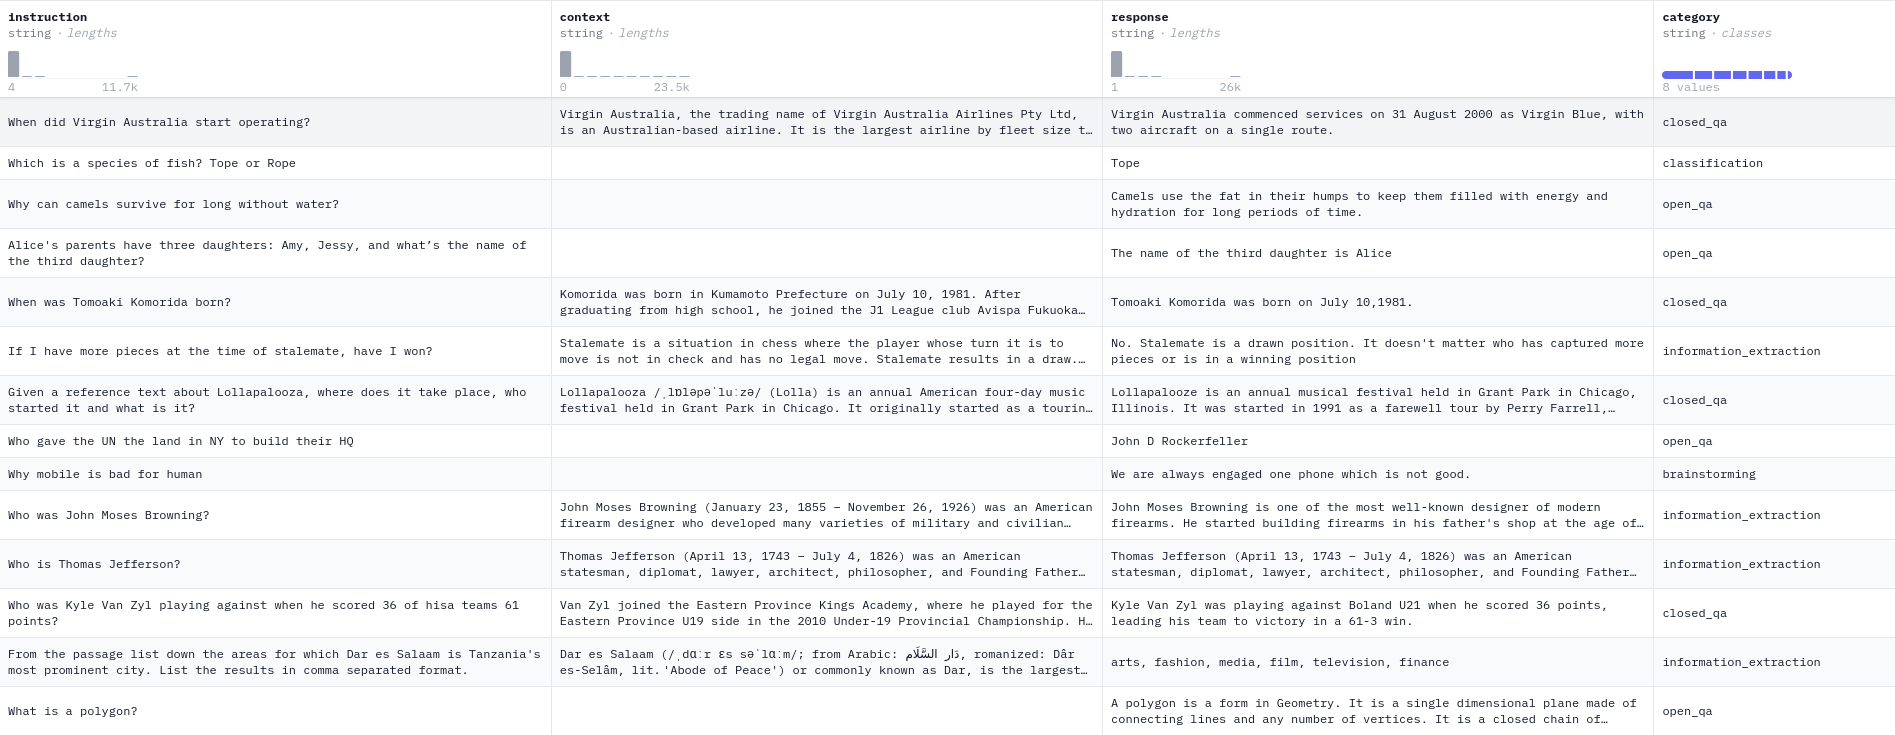 instruction
string · lengths
4 11.7k
context
string · lengths
0 23.5k
response
string · lengths
1 26k
category
string · classes
8 values
When did Virgin Australia start operating?
Virgin Australia, the trading name of Virgin Australia Airlines Pty Ltd,
is an Australian-based airline. It is the largest airline by fleet size t…
Virgin Australia commenced services on 31 August 2000 as Virgin Blue, with
two aircraft on a single route.
closed_qa
Which is a species of fish? Tope or Rope
Tope
classification
Why can camels survive for long without water?
Camels use the fat in their humps to keep them filled with energy and
hydration for long periods of time.
open_qa
Alice's parents have three daughters: Amy, Jessy, and what’s the name of
the third daughter?
The name of the third daughter is Alice
open_qa
When was Tomoaki Komorida born?
Komorida was born in Kumamoto Prefecture on July 10, 1981. After
graduating from high school, he joined the J1 League club Avispa Fukuoka…
Tomoaki Komorida was born on July 10,1981.
closed_qa
If I have more pieces at the time of stalemate, have I won?
Stalemate is a situation in chess where the player whose turn it is to
move is not in check and has no legal move. Stalemate results in a draw.…
No. Stalemate is a drawn position. It doesn't matter who has captured more
pieces or is in a winning position
information_extraction
Given a reference text about Lollapalooza, where does it take place, who
started it and what is it?
Lollapalooza /ˌlɒləpəˈluːzə/ (Lolla) is an annual American four-day music
festival held in Grant Park in Chicago. It originally started as a tourin…
Lollapalooze is an annual musical festival held in Grant Park in Chicago,
Illinois. It was started in 1991 as a farewell tour by Perry Farrell,…
closed_qa
Who gave the UN the land in NY to build their HQ
John D Rockerfeller
open_qa
Why mobile is bad for human
We are always engaged one phone which is not good.
brainstorming
Who was John Moses Browning?
John Moses Browning (January 23, 1855 – November 26, 1926) was an American
firearm designer who developed many varieties of military and civilian…
John Moses Browning is one of the most well-known designer of modern
firearms. He started building firearms in his father's shop at the age of…
information_extraction
Who is Thomas Jefferson?
Thomas Jefferson (April 13, 1743 – July 4, 1826) was an American
statesman, diplomat, lawyer, architect, philosopher, and Founding Father…
Thomas Jefferson (April 13, 1743 – July 4, 1826) was an American
statesman, diplomat, lawyer, architect, philosopher, and Founding Father…
information_extraction
Who was Kyle Van Zyl playing against when he scored 36 of hisa teams 61
points?
Van Zyl joined the Eastern Province Kings Academy, where he played for the
Eastern Province U19 side in the 2010 Under-19 Provincial Championship. H…
Kyle Van Zyl was playing against Boland U21 when he scored 36 points,
leading his team to victory in a 61-3 win.
closed_qa
From the passage list down the areas for which Dar es Salaam is Tanzania's
most prominent city. List the results in comma separated format.
Dar es Salaam (/ˌdɑːr ɛs səˈlɑːm/; from Arabic: دَار السَّلَام, romanized: Dâr
es-Selâm, lit. 'Abode of Peace') or commonly known as Dar, is the largest…
arts, fashion, media, film, television, finance
information_extraction
What is a polygon?
A polygon is a form in Geometry. It is a single dimensional plane made of
connecting lines and any number of vertices. It is a closed chain of…
open_qa